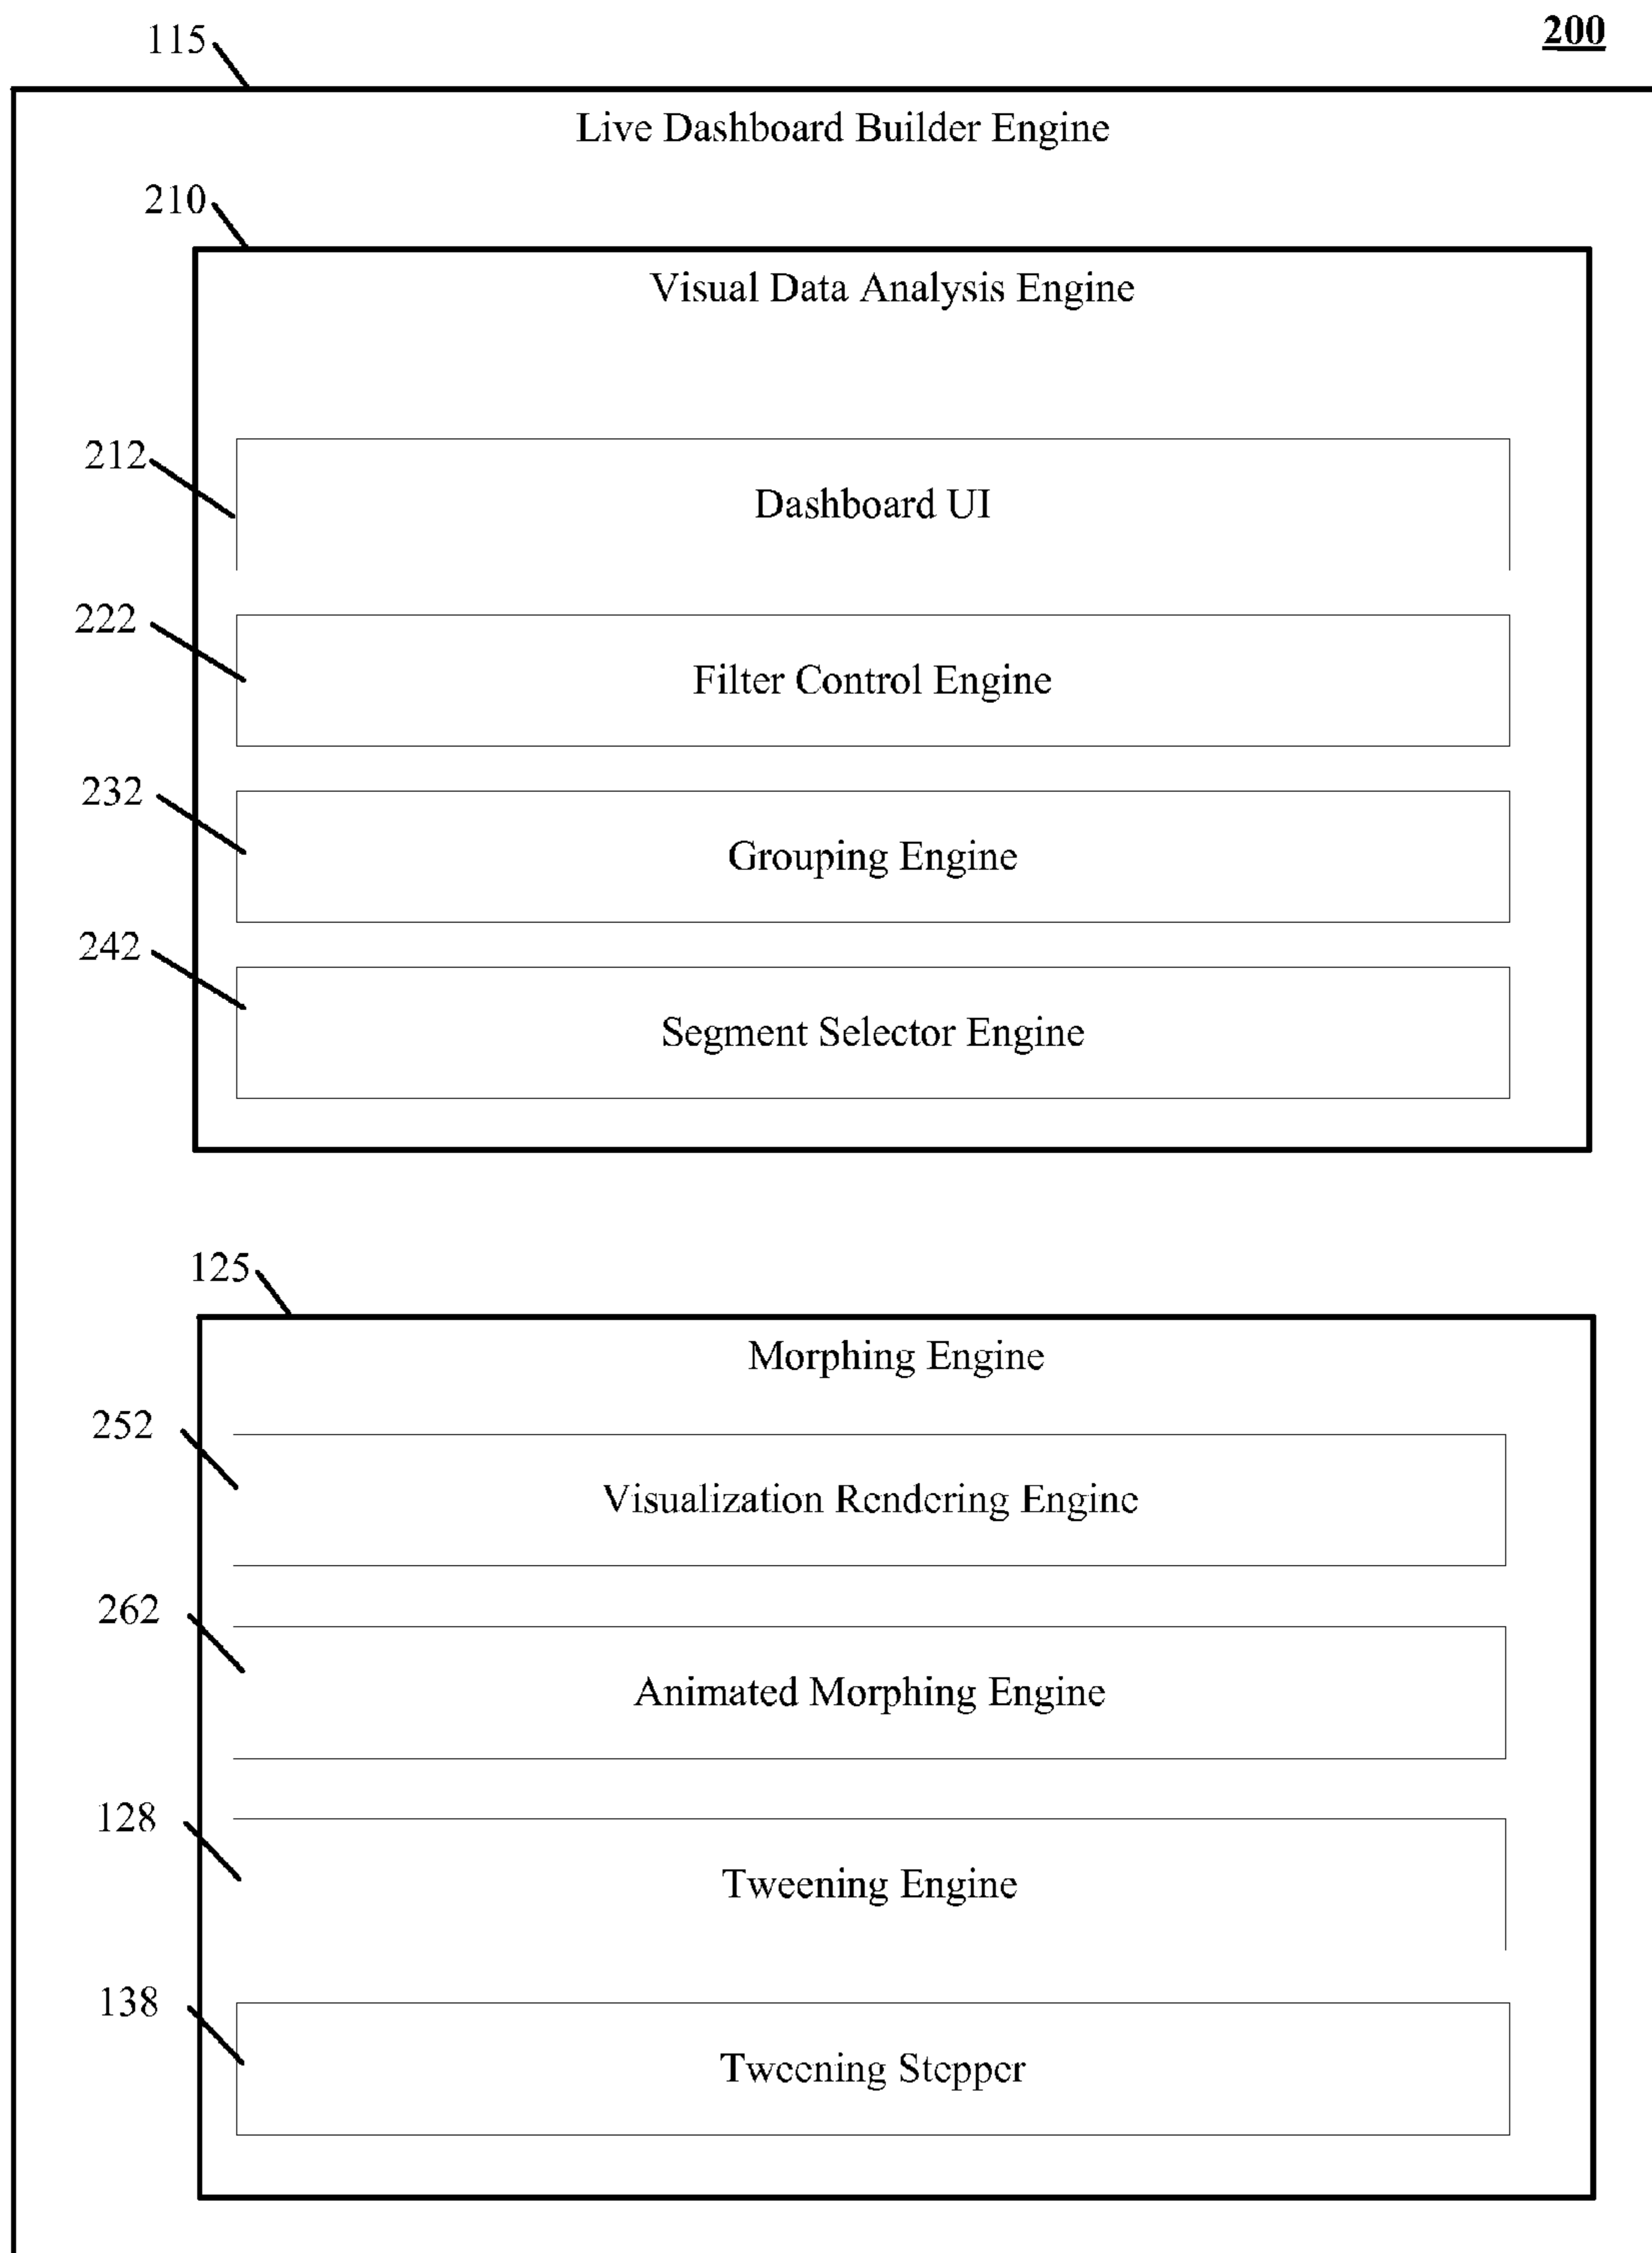 200
115
Live Dashboard Builder Engine
210
Visual Data Analysis Engine
212
Dashboard UI
222
Filter Control Engine
232
Grouping Engine
242
Segment Selector Engine
125
Morphing Engine
252
Visualization Rendering Engine
262
Animated Morphing Engine
128
Tweening Engine
138
Tweening Stepper